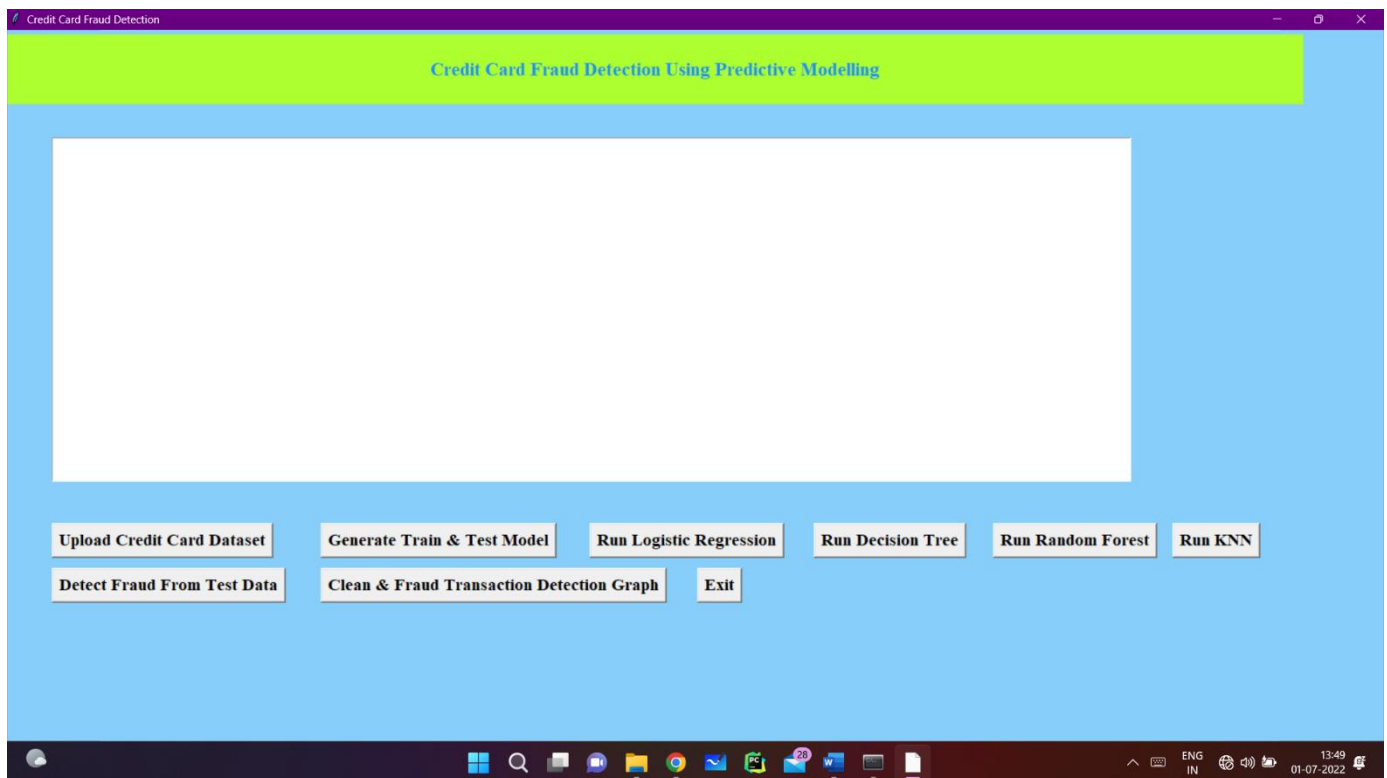 Credit Card Fraud Detection
Credit Card Fraud Detection Using Predictive Modelling
Upload Credit Card Dataset Generate Train & Test Model Run Logistic Regression Run Decision Tree Run Random Forest Run KNN
Detect Fraud From Test Data Clean & Fraud Transaction Detection Graph Exit
28
ENG 13:49
IN 01-07-2022